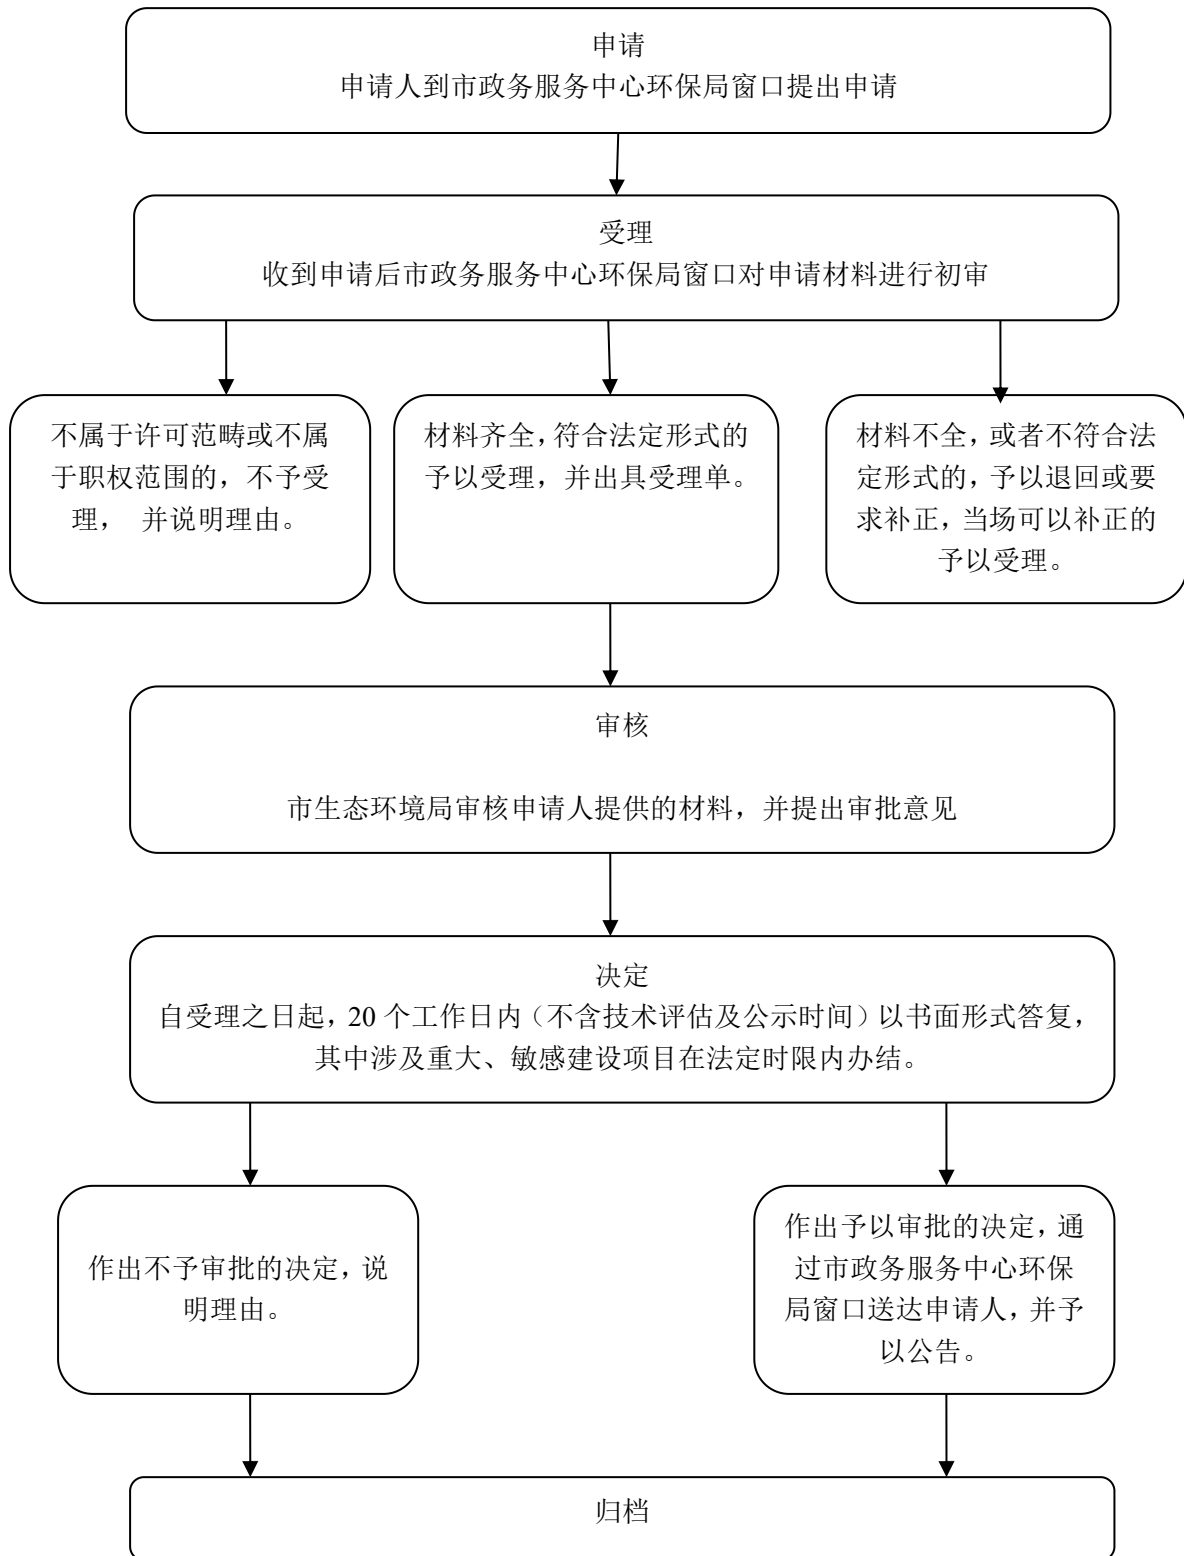 申请
申请人到市政务服务中心环保局窗口提出申请
受理
收到申请后市政务服务中心环保局窗口对申请材料进行初审
不属于许可范畴或不属
于职权范围的，不予受
理， 并说明理由。
材料齐全，符合法定形式的
予以受理，并出具受理单。
材料不全，或者不符合法
定形式的，予以退回或要
求补正，当场可以补正的
予以受理。
审核
市生态环境局审核申请人提供的材料，并提出审批意见
决定
自受理之日起，20 个工作日内（不含技术评估及公示时间）以书面形式答复，
其中涉及重大、敏感建设项目在法定时限内办结。
作出不予审批的决定，说
明理由。
作出予以审批的决定，通
过市政务服务中心环保
局窗口送达申请人，并予
以公告。
归档